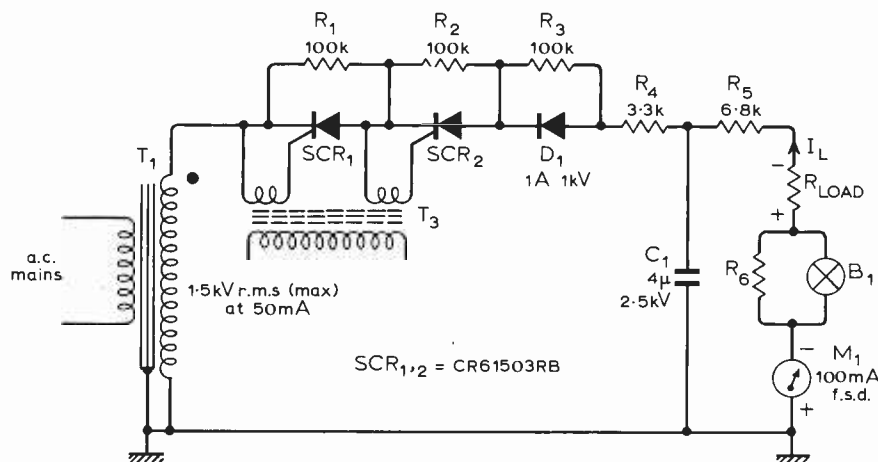 R1
100k
R2
100k
R3
100k
R4
3.3k
R5
6.8k
T1
SCR1
SCR2
D1
1A 1kV
IL
RLOAD
−
+
T3
a.c.
mains
1.5kV r.m.s (max)
at 50mA
C1
4μ
2.5kV
R6
B1
SCR1,2 = CR61503RB
−
M1
100mA
f.s.d.
+